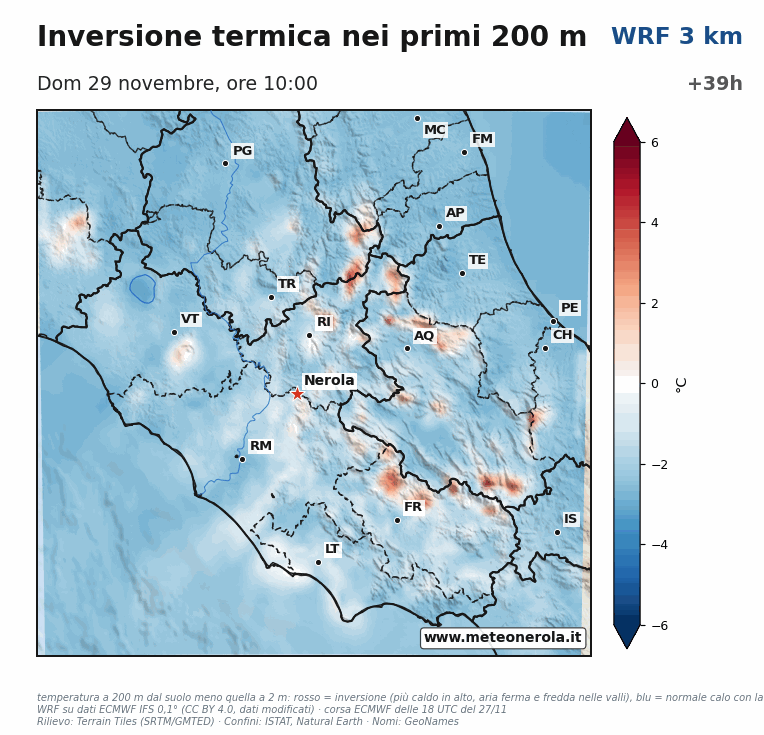 Inversione termica nei primi 200 m WRF 3 km
Dom 29 novembre, ore 10:00 +39h
MC
FM
PG
AP
TE
TR
PE
VT
RI
AQ
CH
Nerola
RM
FR
IS
LT
www.meteonerola.it
6
4
2
0
−2
−4
−6
°C
temperatura a 200 m dal suolo meno quella a 2 m: rosso = inversione (più caldo in alto, aria ferma e fredda nelle valli), blu = normale calo con la
WRF su dati ECMWF IFS 0,1° (CC BY 4.0, dati modificati) · corsa ECMWF delle 18 UTC del 27/11
Rilievo: Terrain Tiles (SRTM/GMTED) · Confini: ISTAT, Natural Earth · Nomi: GeoNames